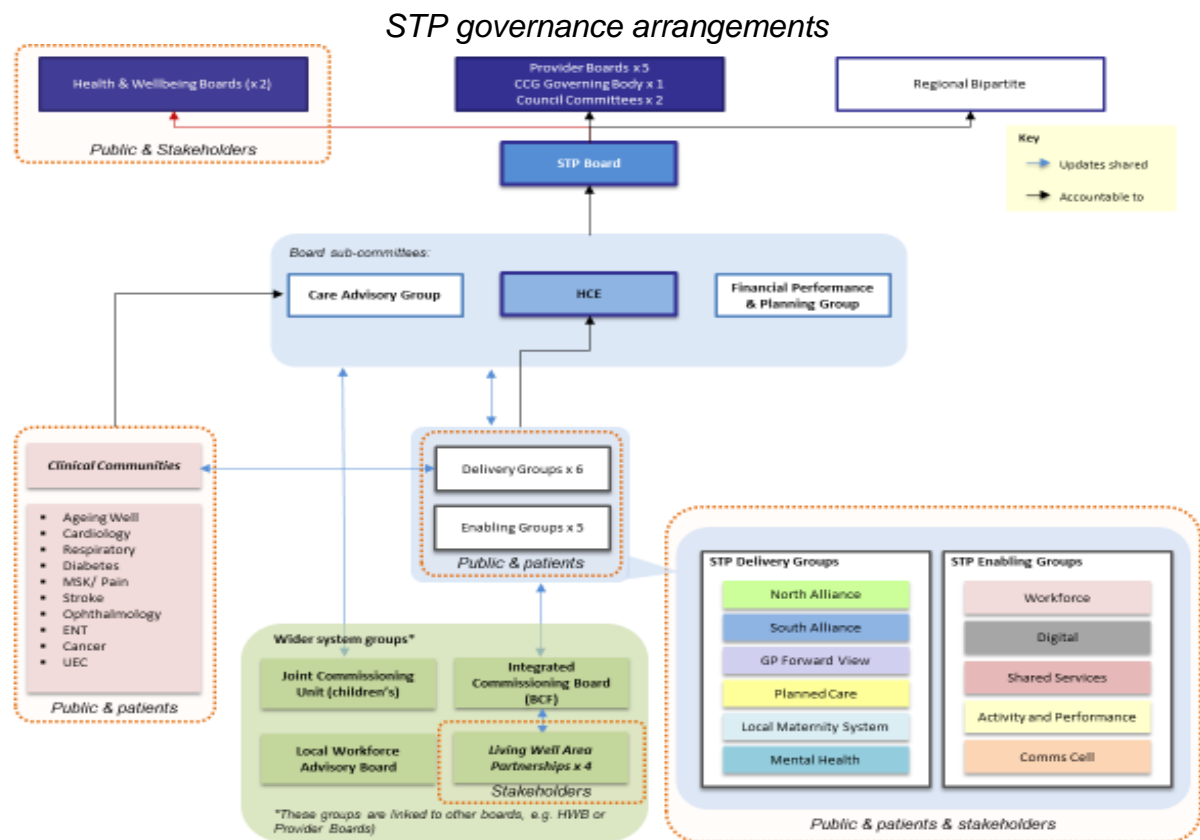 STP governance arrangements
Health & Wellbeing Boards (x 2)
Public & Stakeholders
Provider Boards x 5
CCG Governing Body x 1
Council Committees x 2
Regional Bipartite
Key
Updates shared
Accountable to
STP Board
Board sub-committees:
Care Advisory Group
HCE
Financial Performance
& Planning Group
Clinical Communities
▪ Ageing Well
▪ Cardiology
▪ Respiratory
▪ Diabetes
▪ MSK/ Pain
▪ Stroke
▪ Ophthalmology
▪ ENT
▪ Cancer
▪ UEC
Public & patients
Delivery Groups x 6
Enabling Groups x 5
Public & patients
Wider system groups*
Joint Commissioning
Unit (children's)
Integrated
Commissioning Board
(BCF)
Local Workforce
Advisory Board
Living Well Area
Partnerships x 4
Stakeholders
*These groups are linked to other boards, e.g. HWB or
Provider Boards)
STP Delivery Groups
North Alliance
South Alliance
GP Forward View
Planned Care
Local Maternity System
Mental Health
STP Enabling Groups
Workforce
Digital
Shared Services
Activity and Performance
Comms Cell
Public & patients & stakeholders